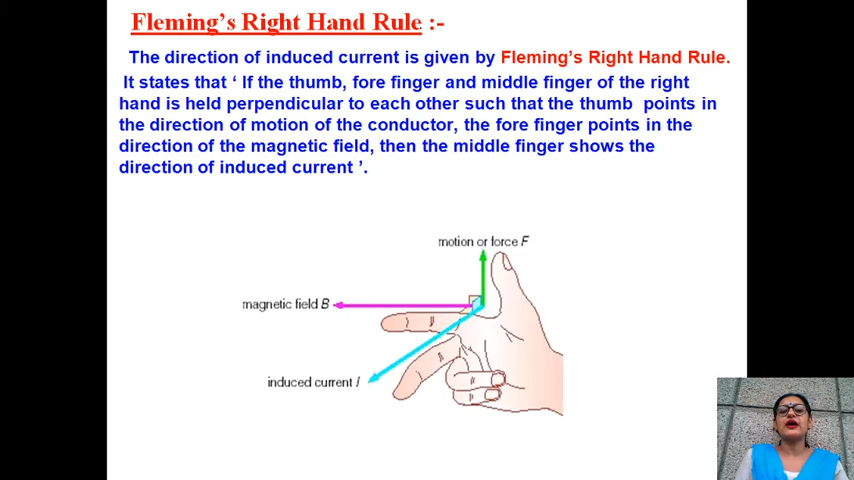 Fleming's Right Hand Rule :-
The direction of induced current is given by Fleming's Right Hand Rule.
It states that ‘ If the thumb, fore finger and middle finger of the right
hand is held perpendicular to each other such that the thumb points in
the direction of motion of the conductor, the fore finger points in the
direction of the magnetic field, then the middle finger shows the
direction of induced current ’.
motion or force F
magnetic field B
induced current I